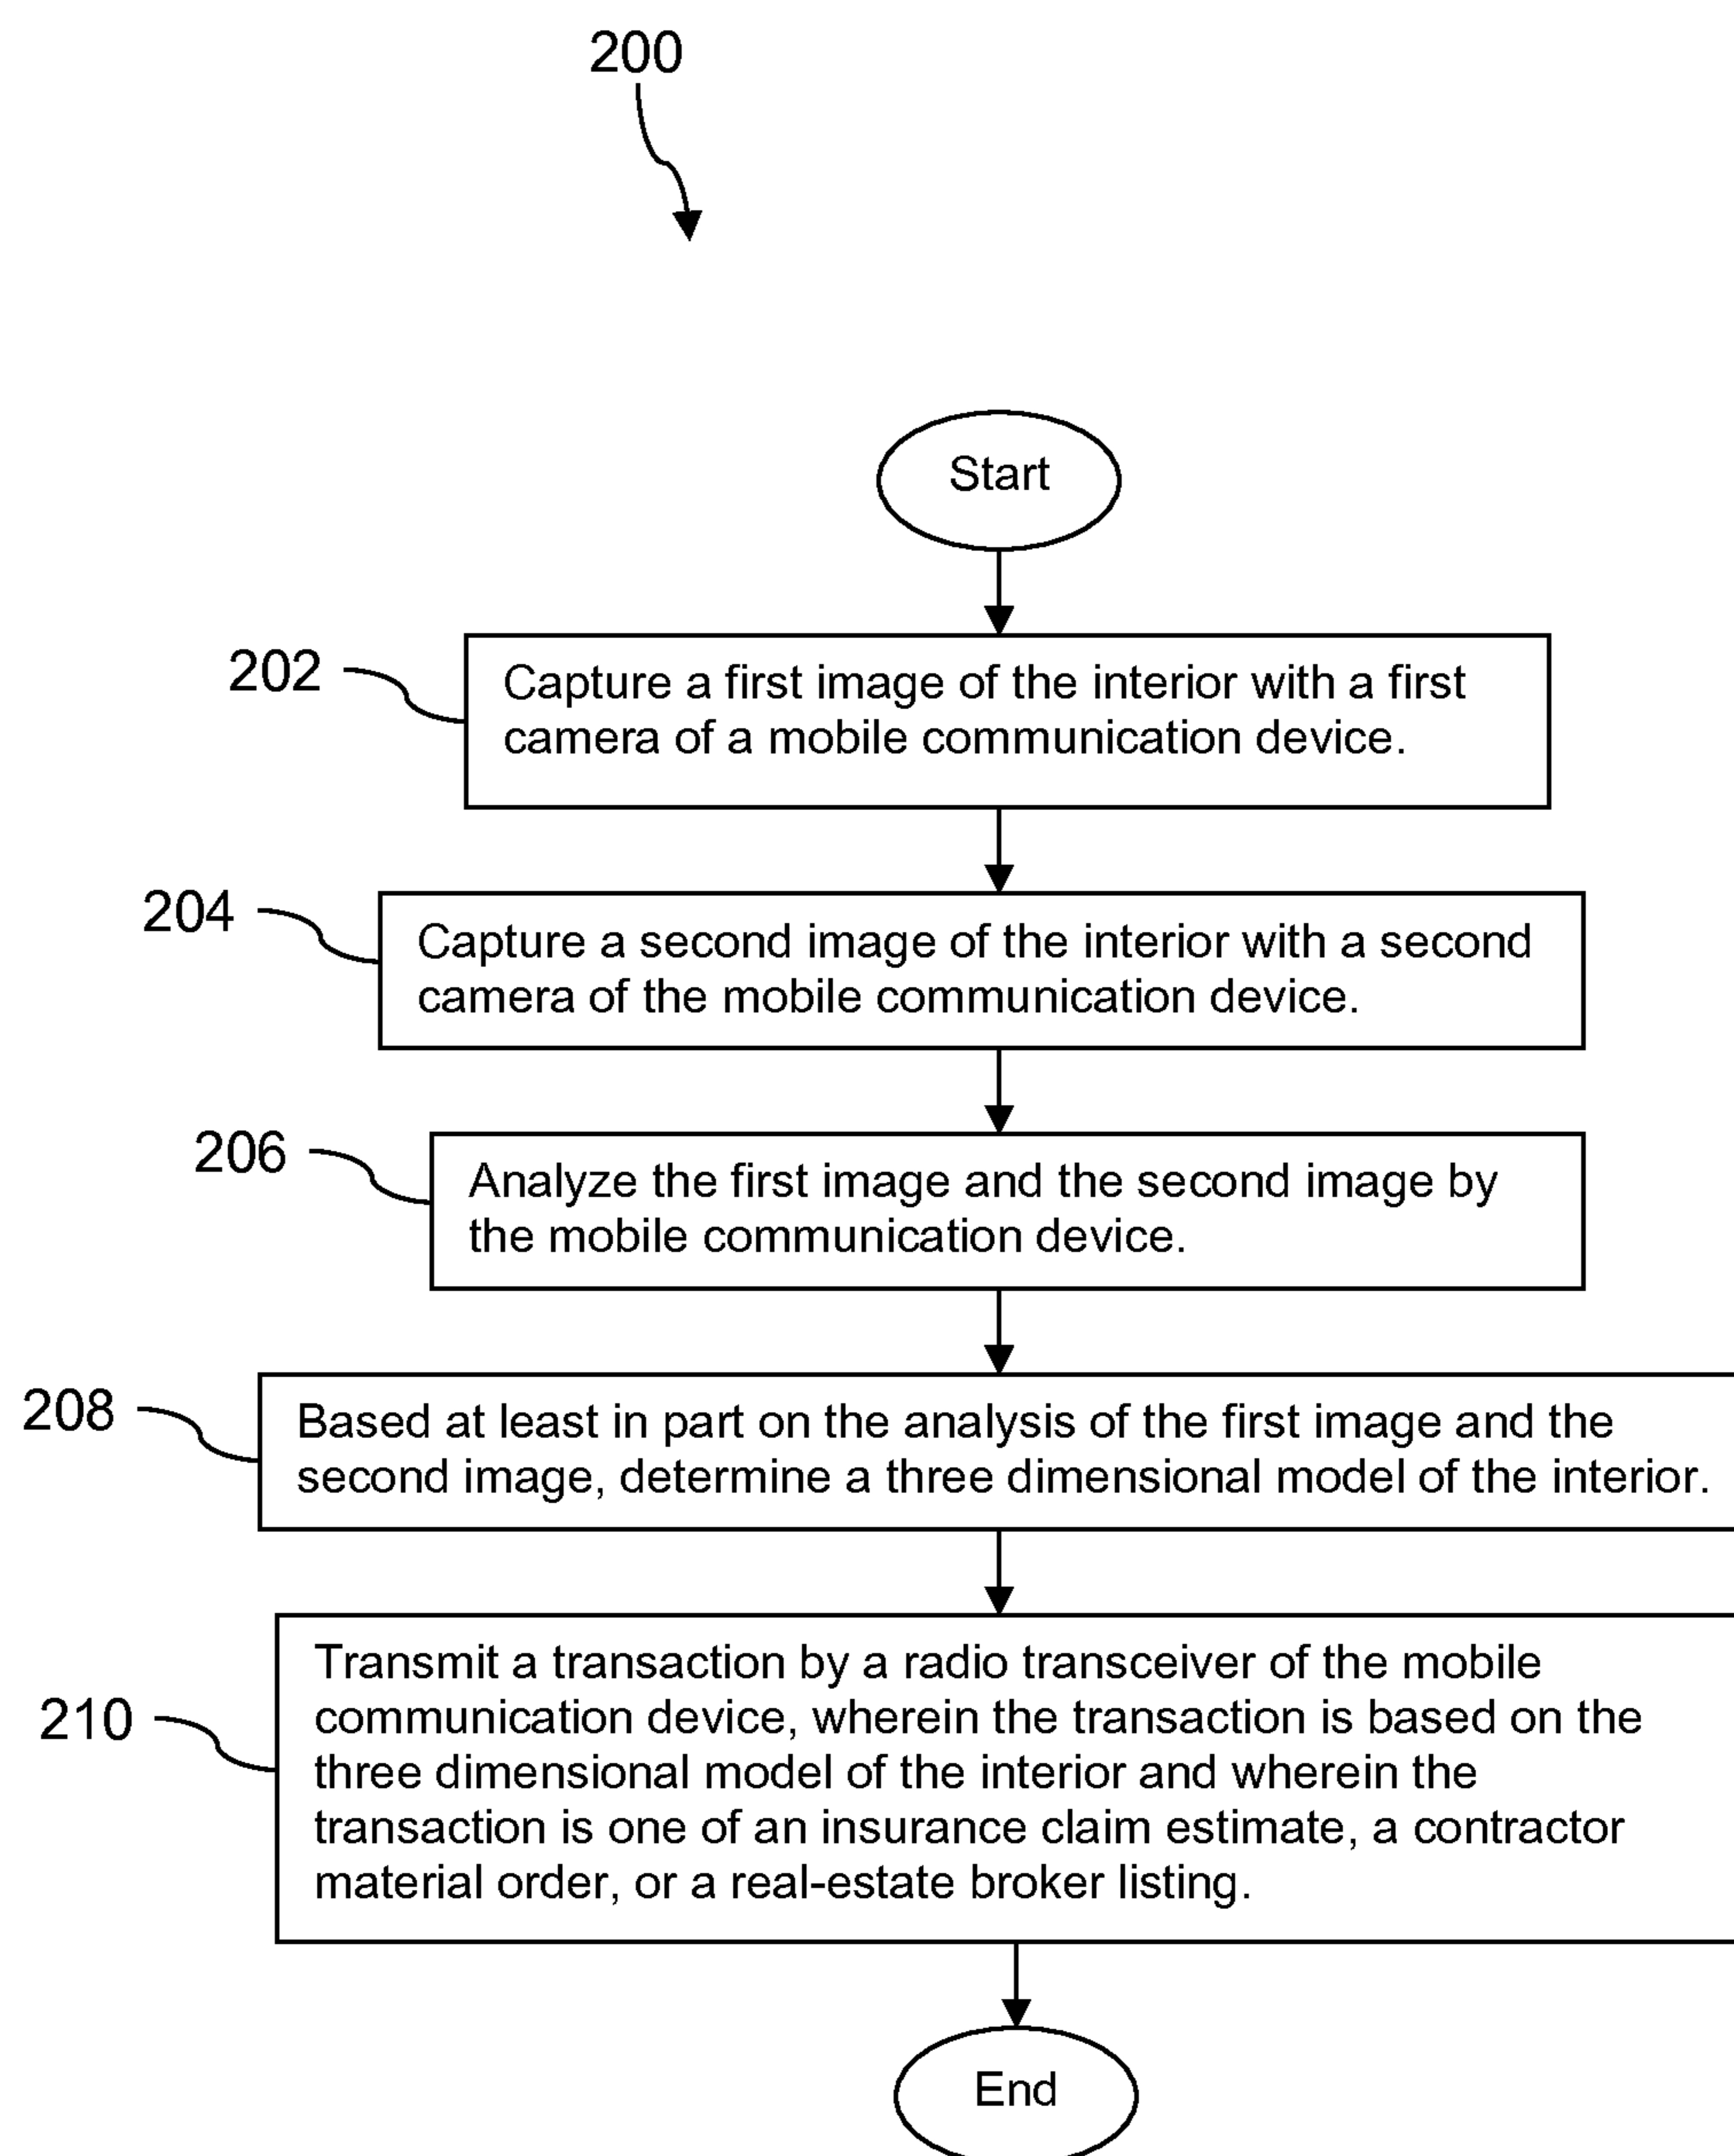 200
Start
202
Capture a first image of the interior with a first
camera of a mobile communication device.
204
Capture a second image of the interior with a second
camera of the mobile communication device.
206
Analyze the first image and the second image by
the mobile communication device.
208
Based at least in part on the analysis of the first image and the
second image, determine a three dimensional model of the interior.
210
Transmit a transaction by a radio transceiver of the mobile
communication device, wherein the transaction is based on the
three dimensional model of the interior and wherein the
transaction is one of an insurance claim estimate, a contractor
material order, or a real-estate broker listing.
End